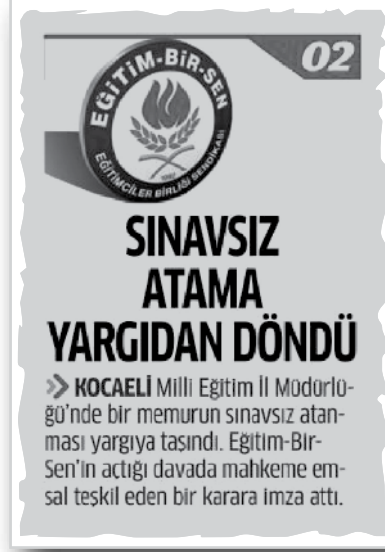 02
EĞİTİM-BİR-SEN
EĞİTİMCİLER BİRLİĞİ SENDİKASI
SINAVSIZ
ATAMA
YARGIDAN DÖNDÜ
KOCAELİ Milli Eğitim İl Müdürlü-
ğü'nde bir memurun sınavsız atan-
ması yargıya taşındı. Eğitim-Bir-
Sen'in açtığı davada mahkeme em-
sal teşkil eden bir karara imza attı.